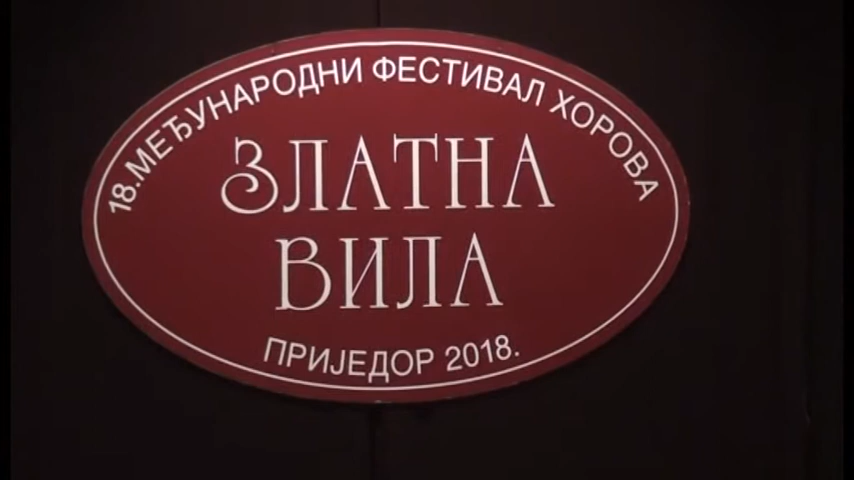 18. МЕЂУНАРОДНИ ФЕСТИВАЛ ХОРОВА
ЗЛАТНА
ВИЛА
ПРИЈЕДОР 2018.